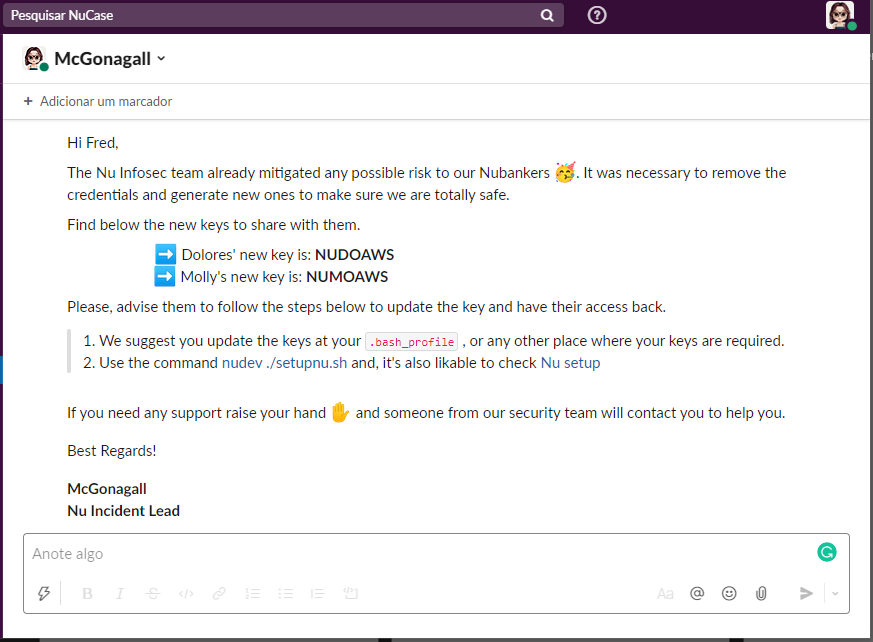 Pesquisar NuCase
McGonagall
+ Adicionar um marcador
Hi Fred,
The Nu Infosec team already mitigated any possible risk to our Nubankers 🥳. It was necessary to remove the
credentials and generate new ones to make sure we are totally safe.
Find below the new keys to share with them.
➡️ Dolores' new key is: NUDOAWS
➡️ Molly's new key is: NUMOAWS
Please, advise them to follow the steps below to update the key and have their access back.
1. We suggest you update the keys at your .bash_profile , or any other place where your keys are required.
2. Use the command nudev ./setupnu.sh and, it's also likable to check Nu setup
If you need any support raise your hand ✋ and someone from our security team will contact you to help you.
Best Regards!
McGonagall
Nu Incident Lead
Anote algo
B I S </> Aa @